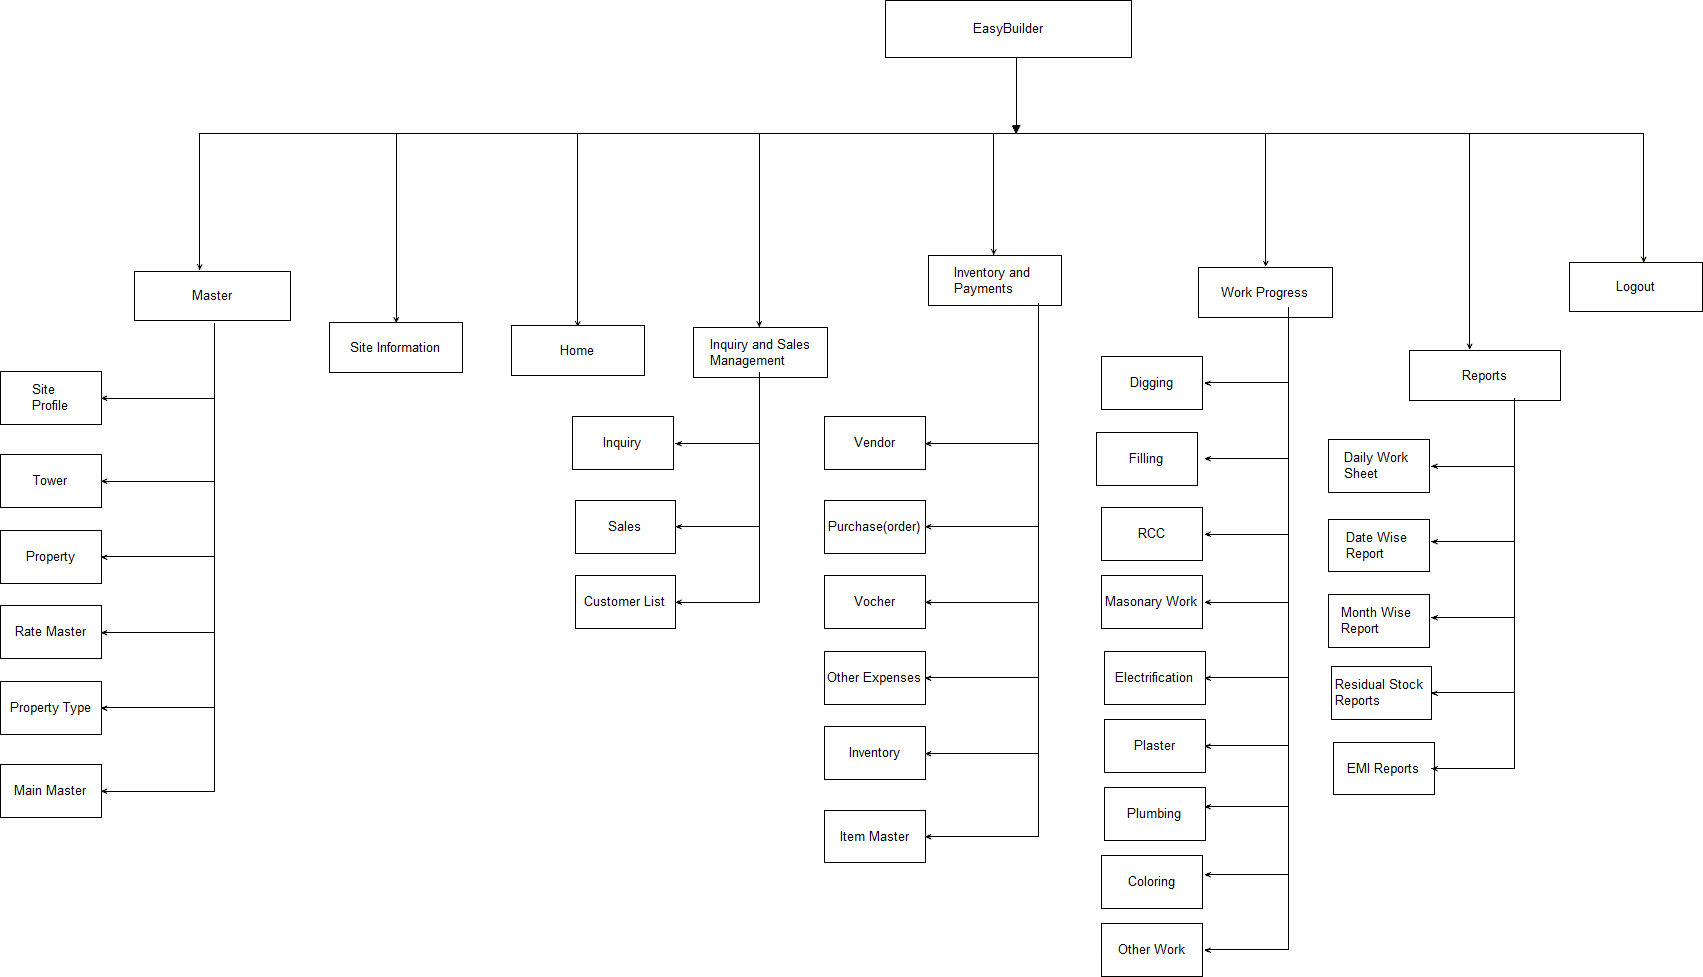 EasyBuilder
Master
Site Information
Home
Inquiry and Sales
Management
Inventory and
Payments
Work Progress
Reports
Logout
Site
Profile
Tower
Property
Rate Master
Property Type
Main Master
Inquiry
Sales
Customer List
Vendor
Purchase(order)
Vocher
Other Expenses
Inventory
Item Master
Digging
Filling
RCC
Masonary Work
Electrification
Plaster
Plumbing
Coloring
Other Work
Daily Work
Sheet
Date Wise
Report
Month Wise
Report
Residual Stock
Reports
EMI Reports